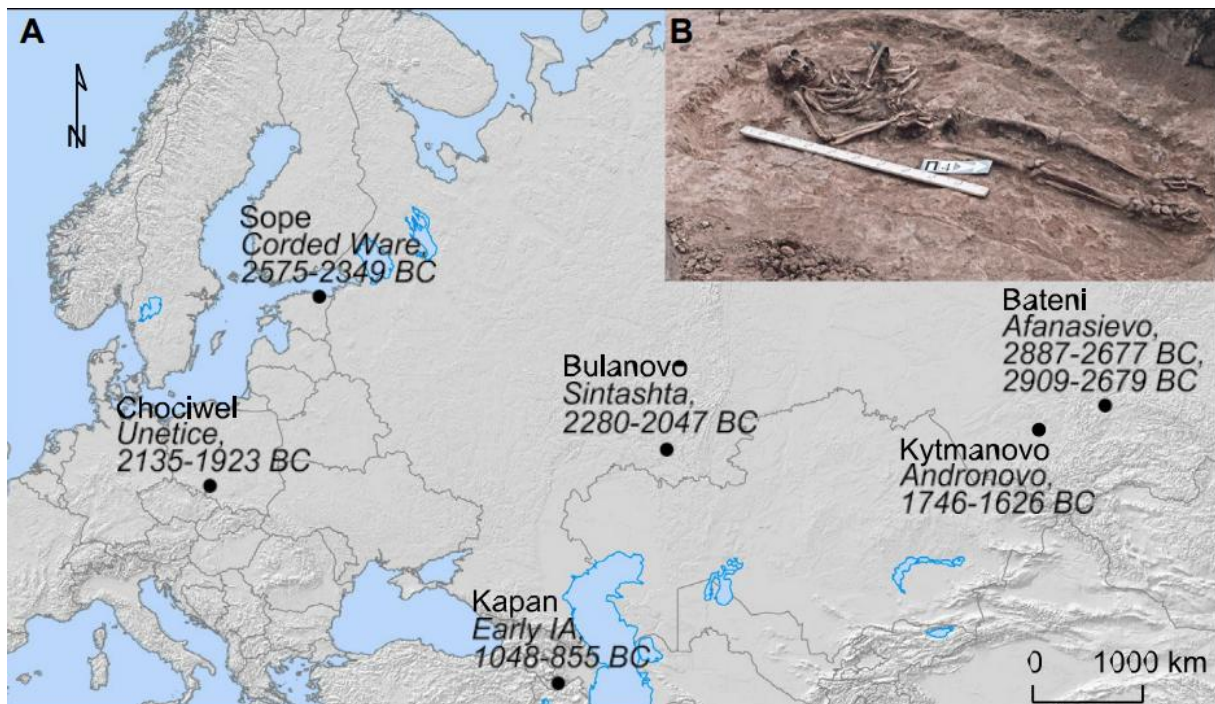 A
B
N
Sope
Corded Ware,
2575-2349 BC
Bateni
Afanasievo,
2887-2677 BC,
2909-2679 BC
Bulanovo
Sintashta,
2280-2047 BC
Chociwel
Unetice,
2135-1923 BC
Kytmanovo
Andronovo,
1746-1626 BC
Kapan
Early IA,
1048-855 BC
0 1000 km